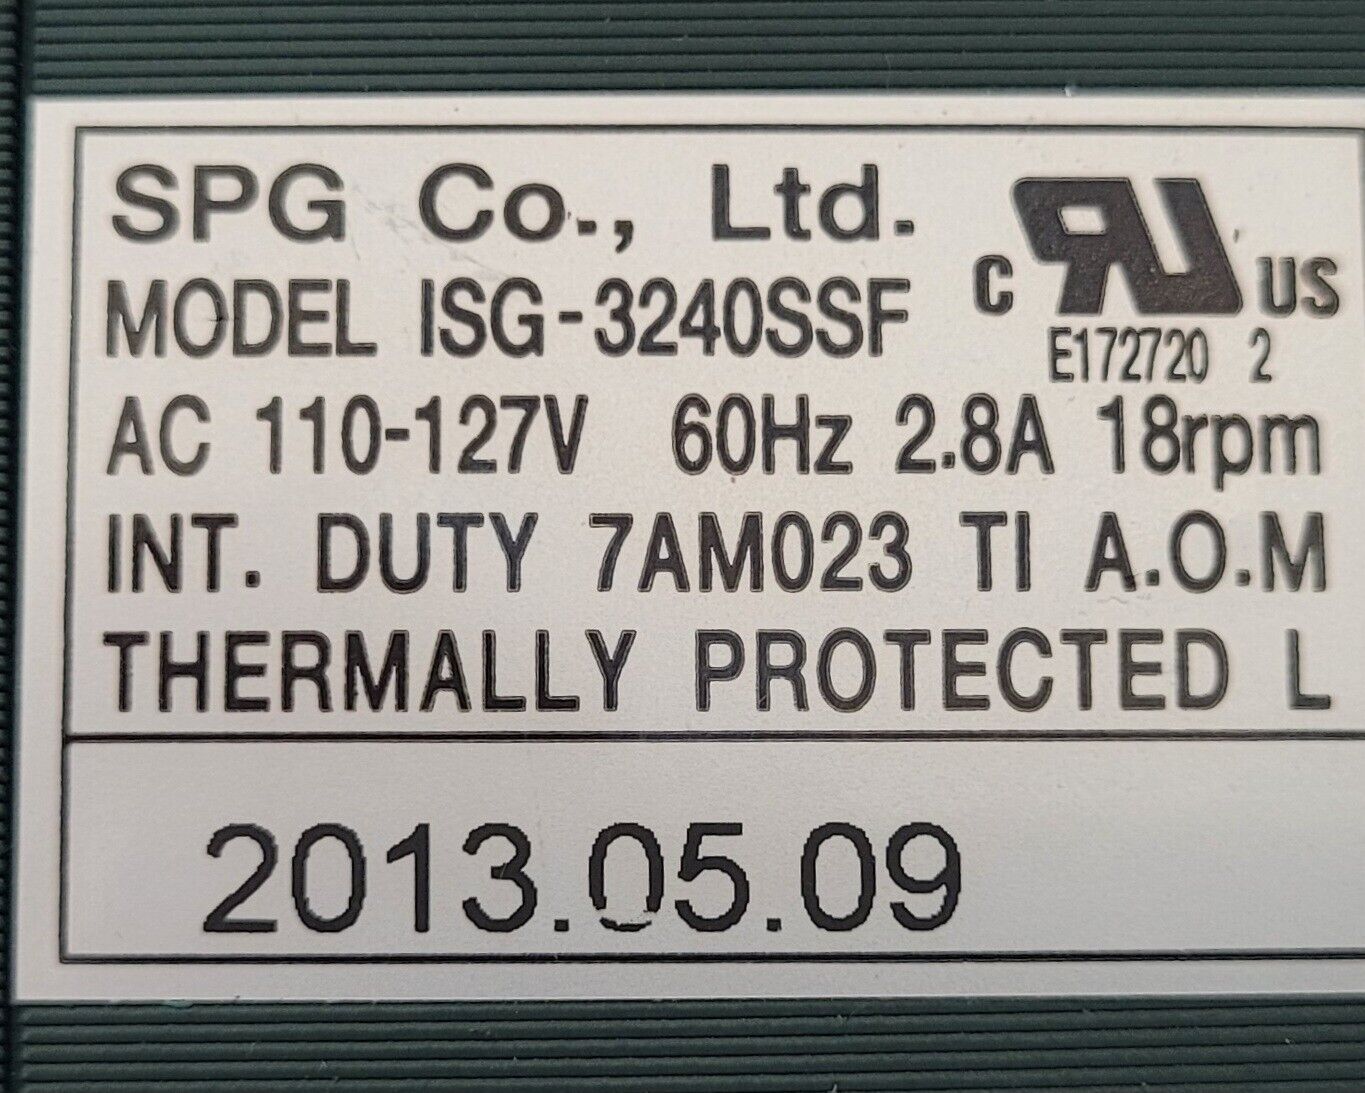 SPG Co., Ltd.
MODEL ISG-3240SSF
c RU US
E172720 2
AC 110-127V 60Hz 2.8A 18rpm
INT. DUTY 7AM023 TI A.O.M
THERMALLY PROTECTED L
2013.05.09